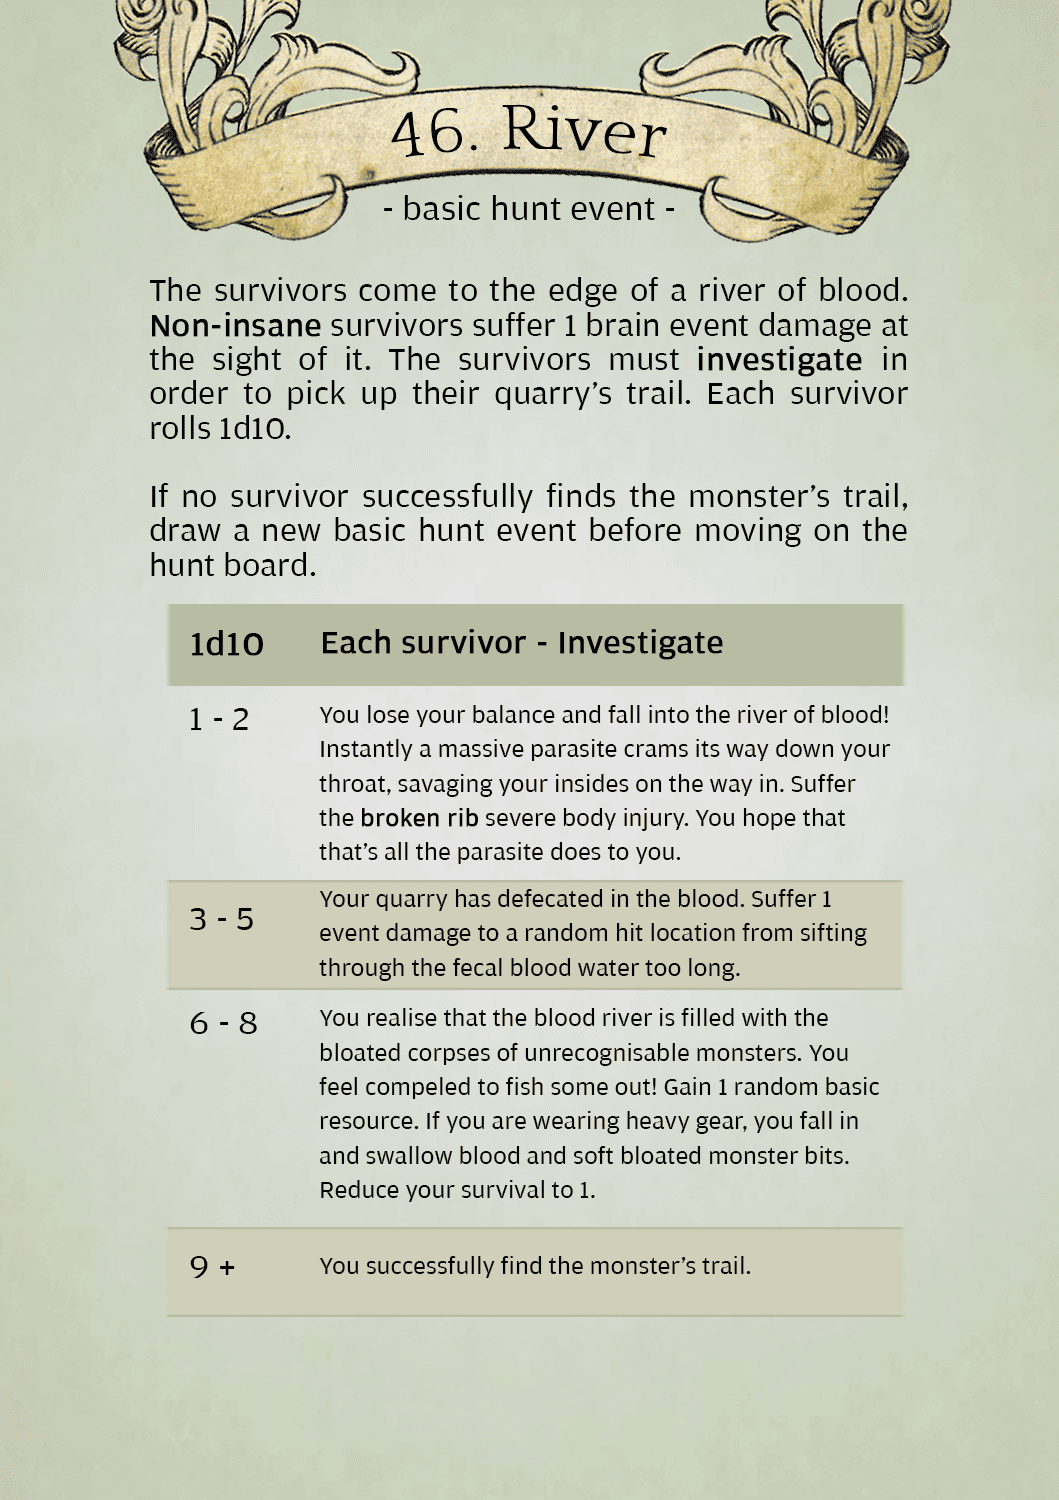 46. River
- basic hunt event -
The survivors come to the edge of a river of blood.
Non-insane survivors suffer 1 brain event damage at
the sight of it. The survivors must investigate in
order to pick up their quarry's trail. Each survivor
rolls 1d10.
If no survivor successfully finds the monster's trail,
draw a new basic hunt event before moving on the
hunt board.
1d10 Each survivor - Investigate
1 - 2 You lose your balance and fall into the river of blood!
Instantly a massive parasite crams its way down your
throat, savaging your insides on the way in. Suffer
the broken rib severe body injury. You hope that
that's all the parasite does to you.
3 - 5 Your quarry has defecated in the blood. Suffer 1
event damage to a random hit location from sifting
through the fecal blood water too long.
6 - 8 You realise that the blood river is filled with the
bloated corpses of unrecognisable monsters. You
feel compeled to fish some out! Gain 1 random basic
resource. If you are wearing heavy gear, you fall in
and swallow blood and soft bloated monster bits.
Reduce your survival to 1.
9 + You successfully find the monster's trail.